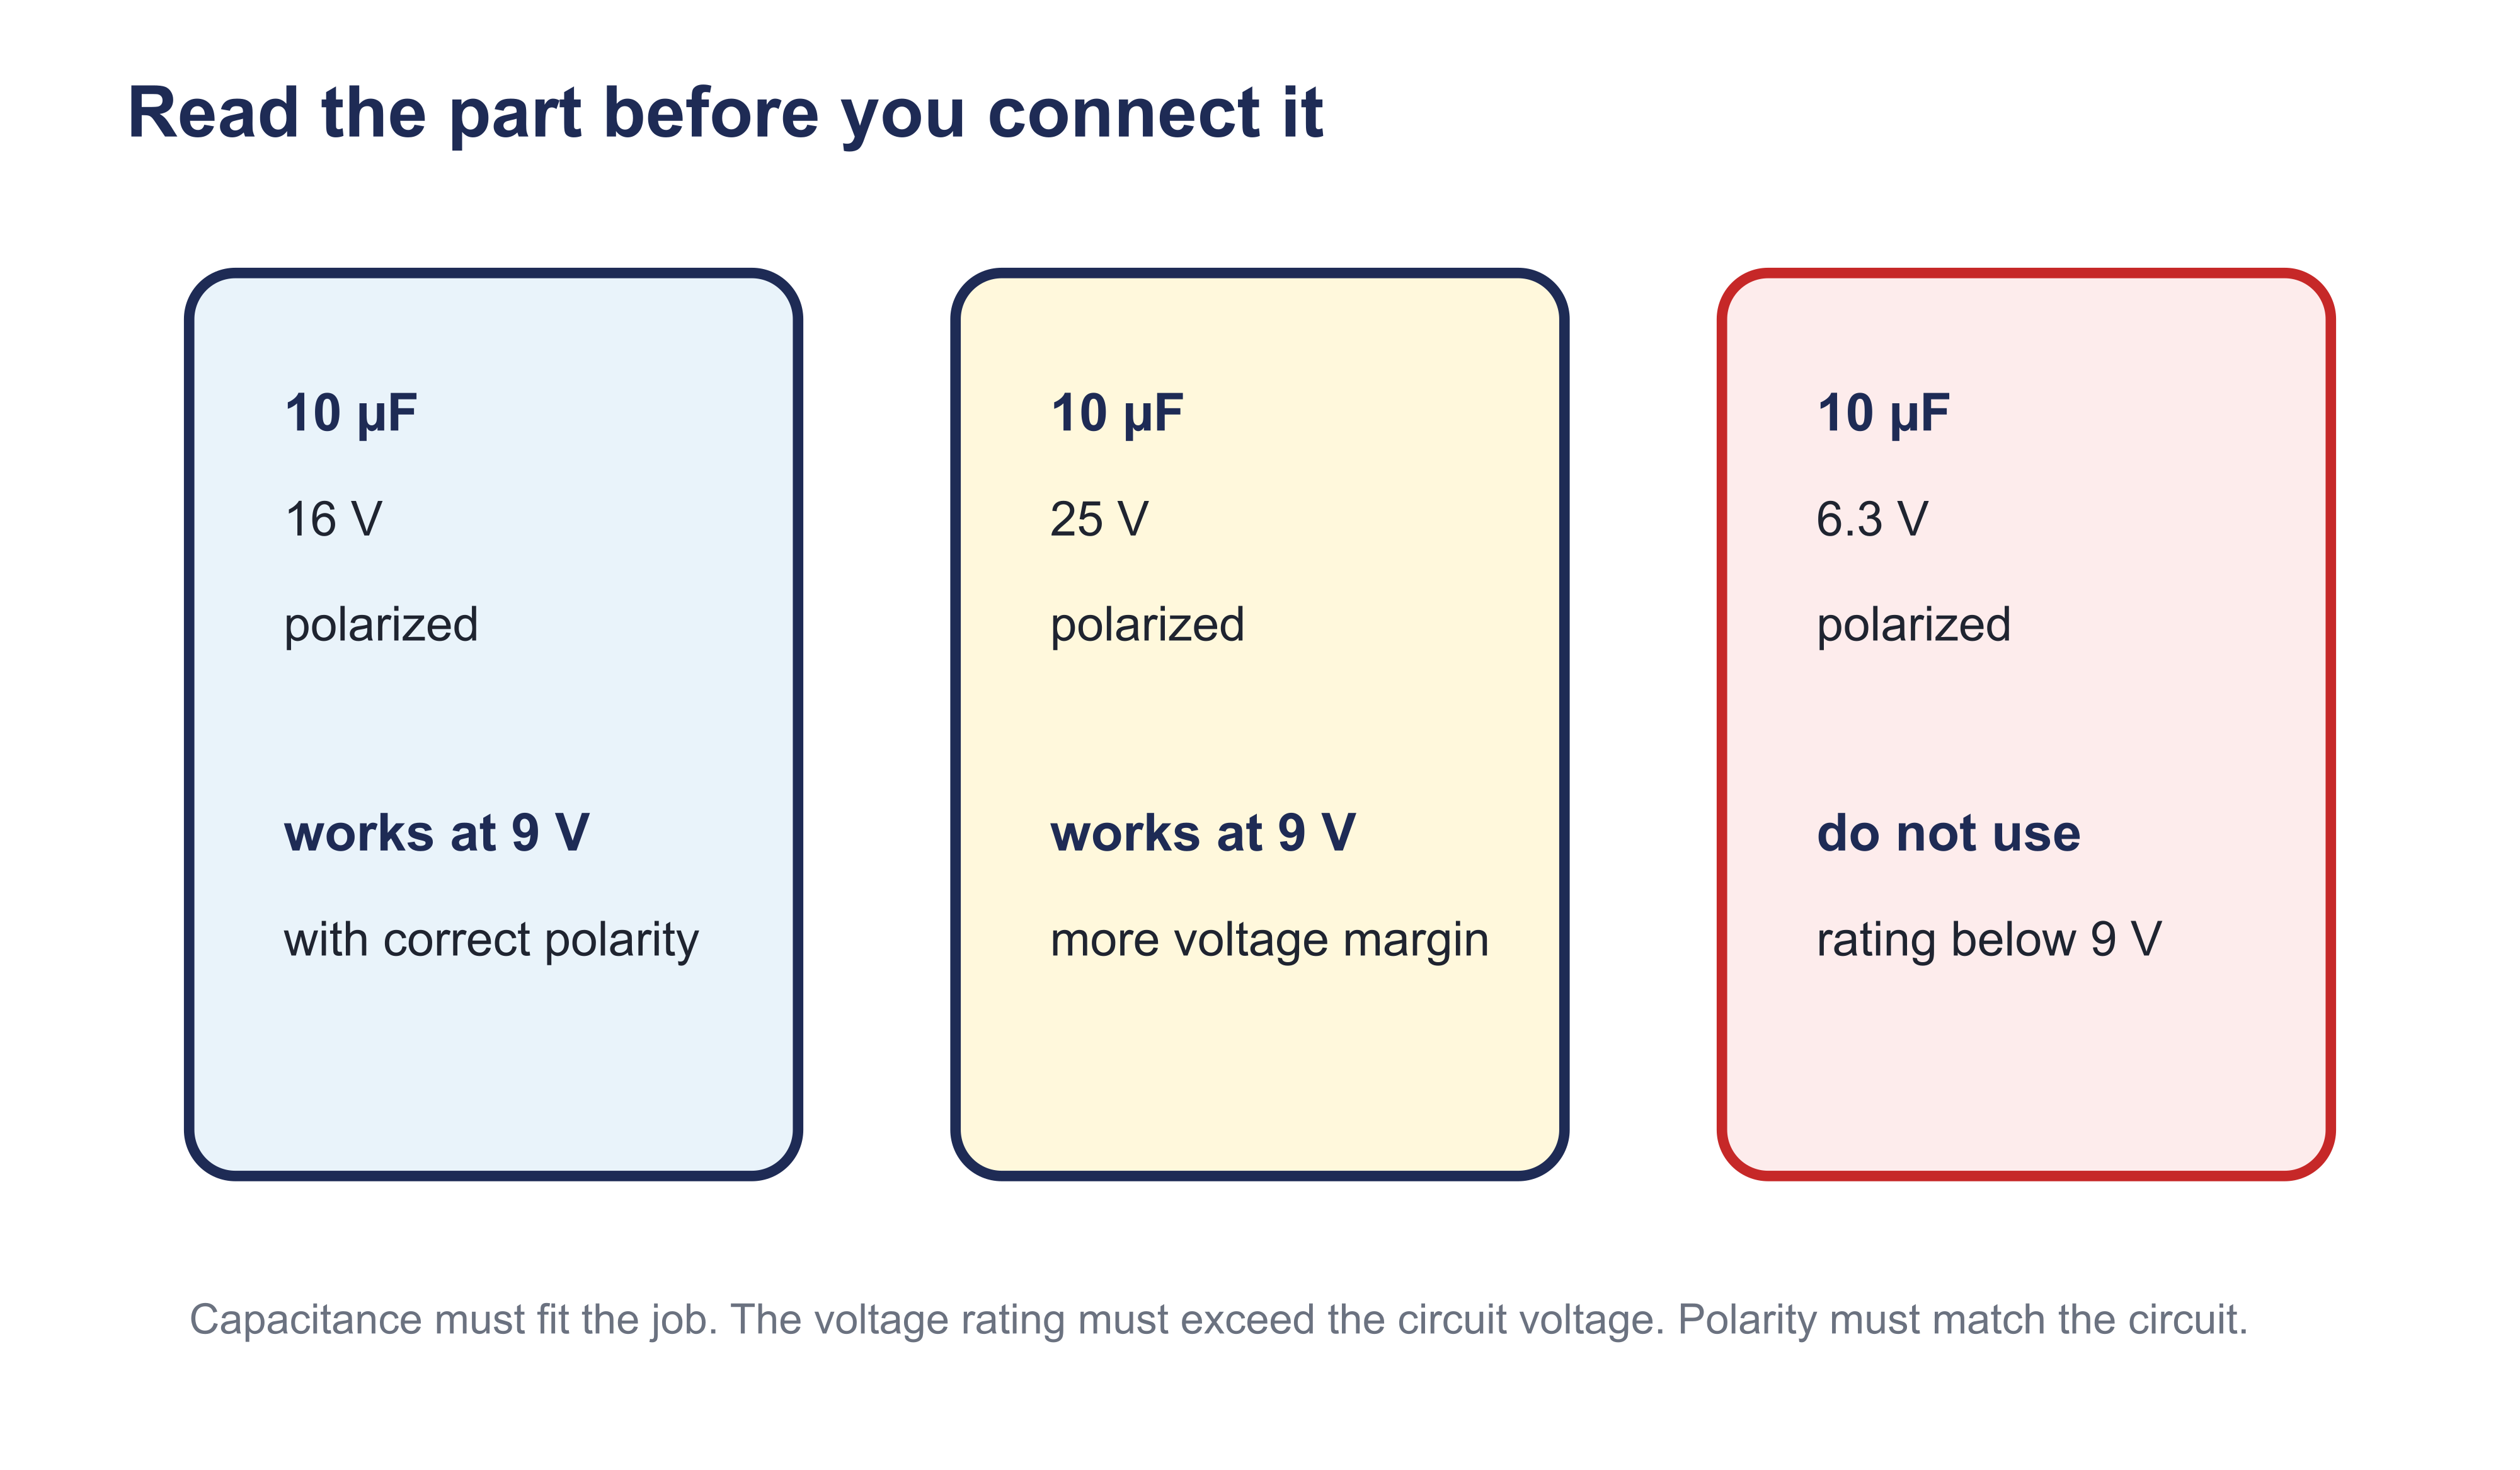 Read the part before you connect it
10 µF
16 V
polarized
works at 9 V
with correct polarity
10 µF
25 V
polarized
works at 9 V
more voltage margin
10 µF
6.3 V
polarized
do not use
rating below 9 V
Capacitance must fit the job. The voltage rating must exceed the circuit voltage. Polarity must match the circuit.